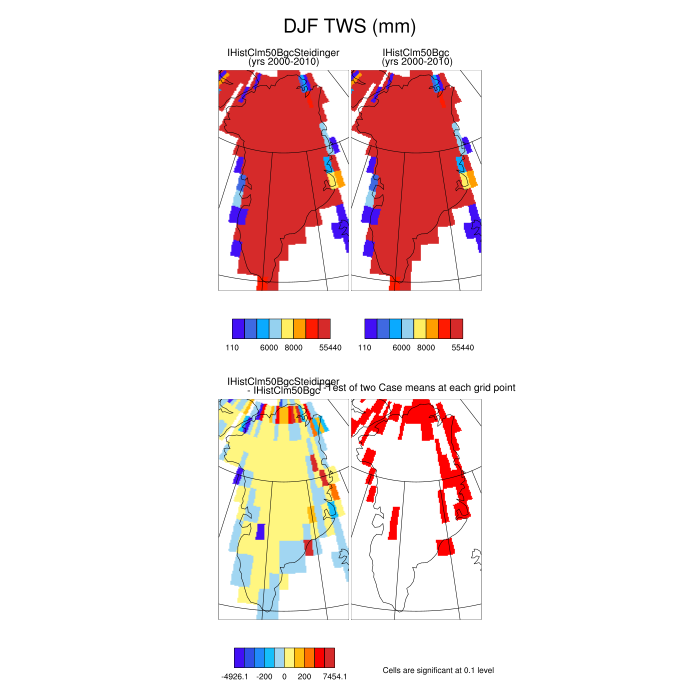 DJF TWS (mm)
IHistClm50BgcSteidinger
(yrs 2000-2010)
IHistClm50Bgc
(yrs 2000-2010)
110 6000 8000 55440
110 6000 8000 55440
IHistClm50BgcSteidinger
- IHistClm50Bgc
T-Test of two Case means at each grid point
-4926.1 -200 0 200 7454.1
Cells are significant at 0.1 level